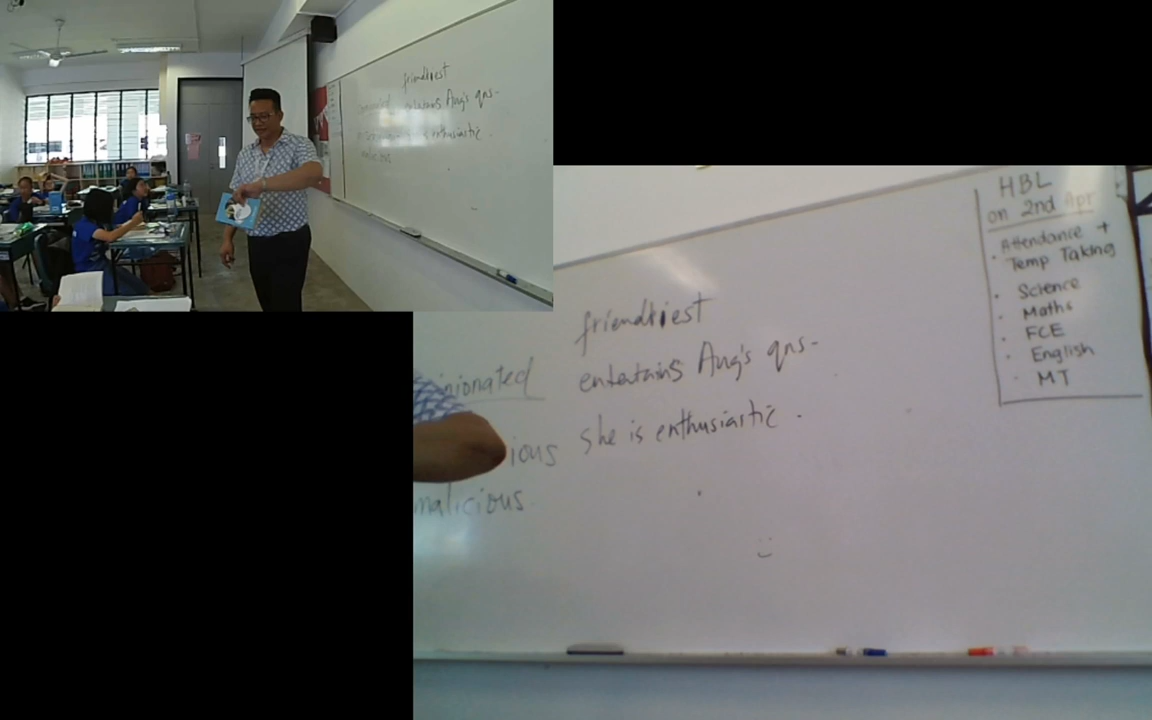 friendliest
entertains Aug's qns-
she is enthusiastic.
malicious.
HBL
on 2nd Apr
Attendance +
Temp Taking
Science
Maths
FCE
English
MT